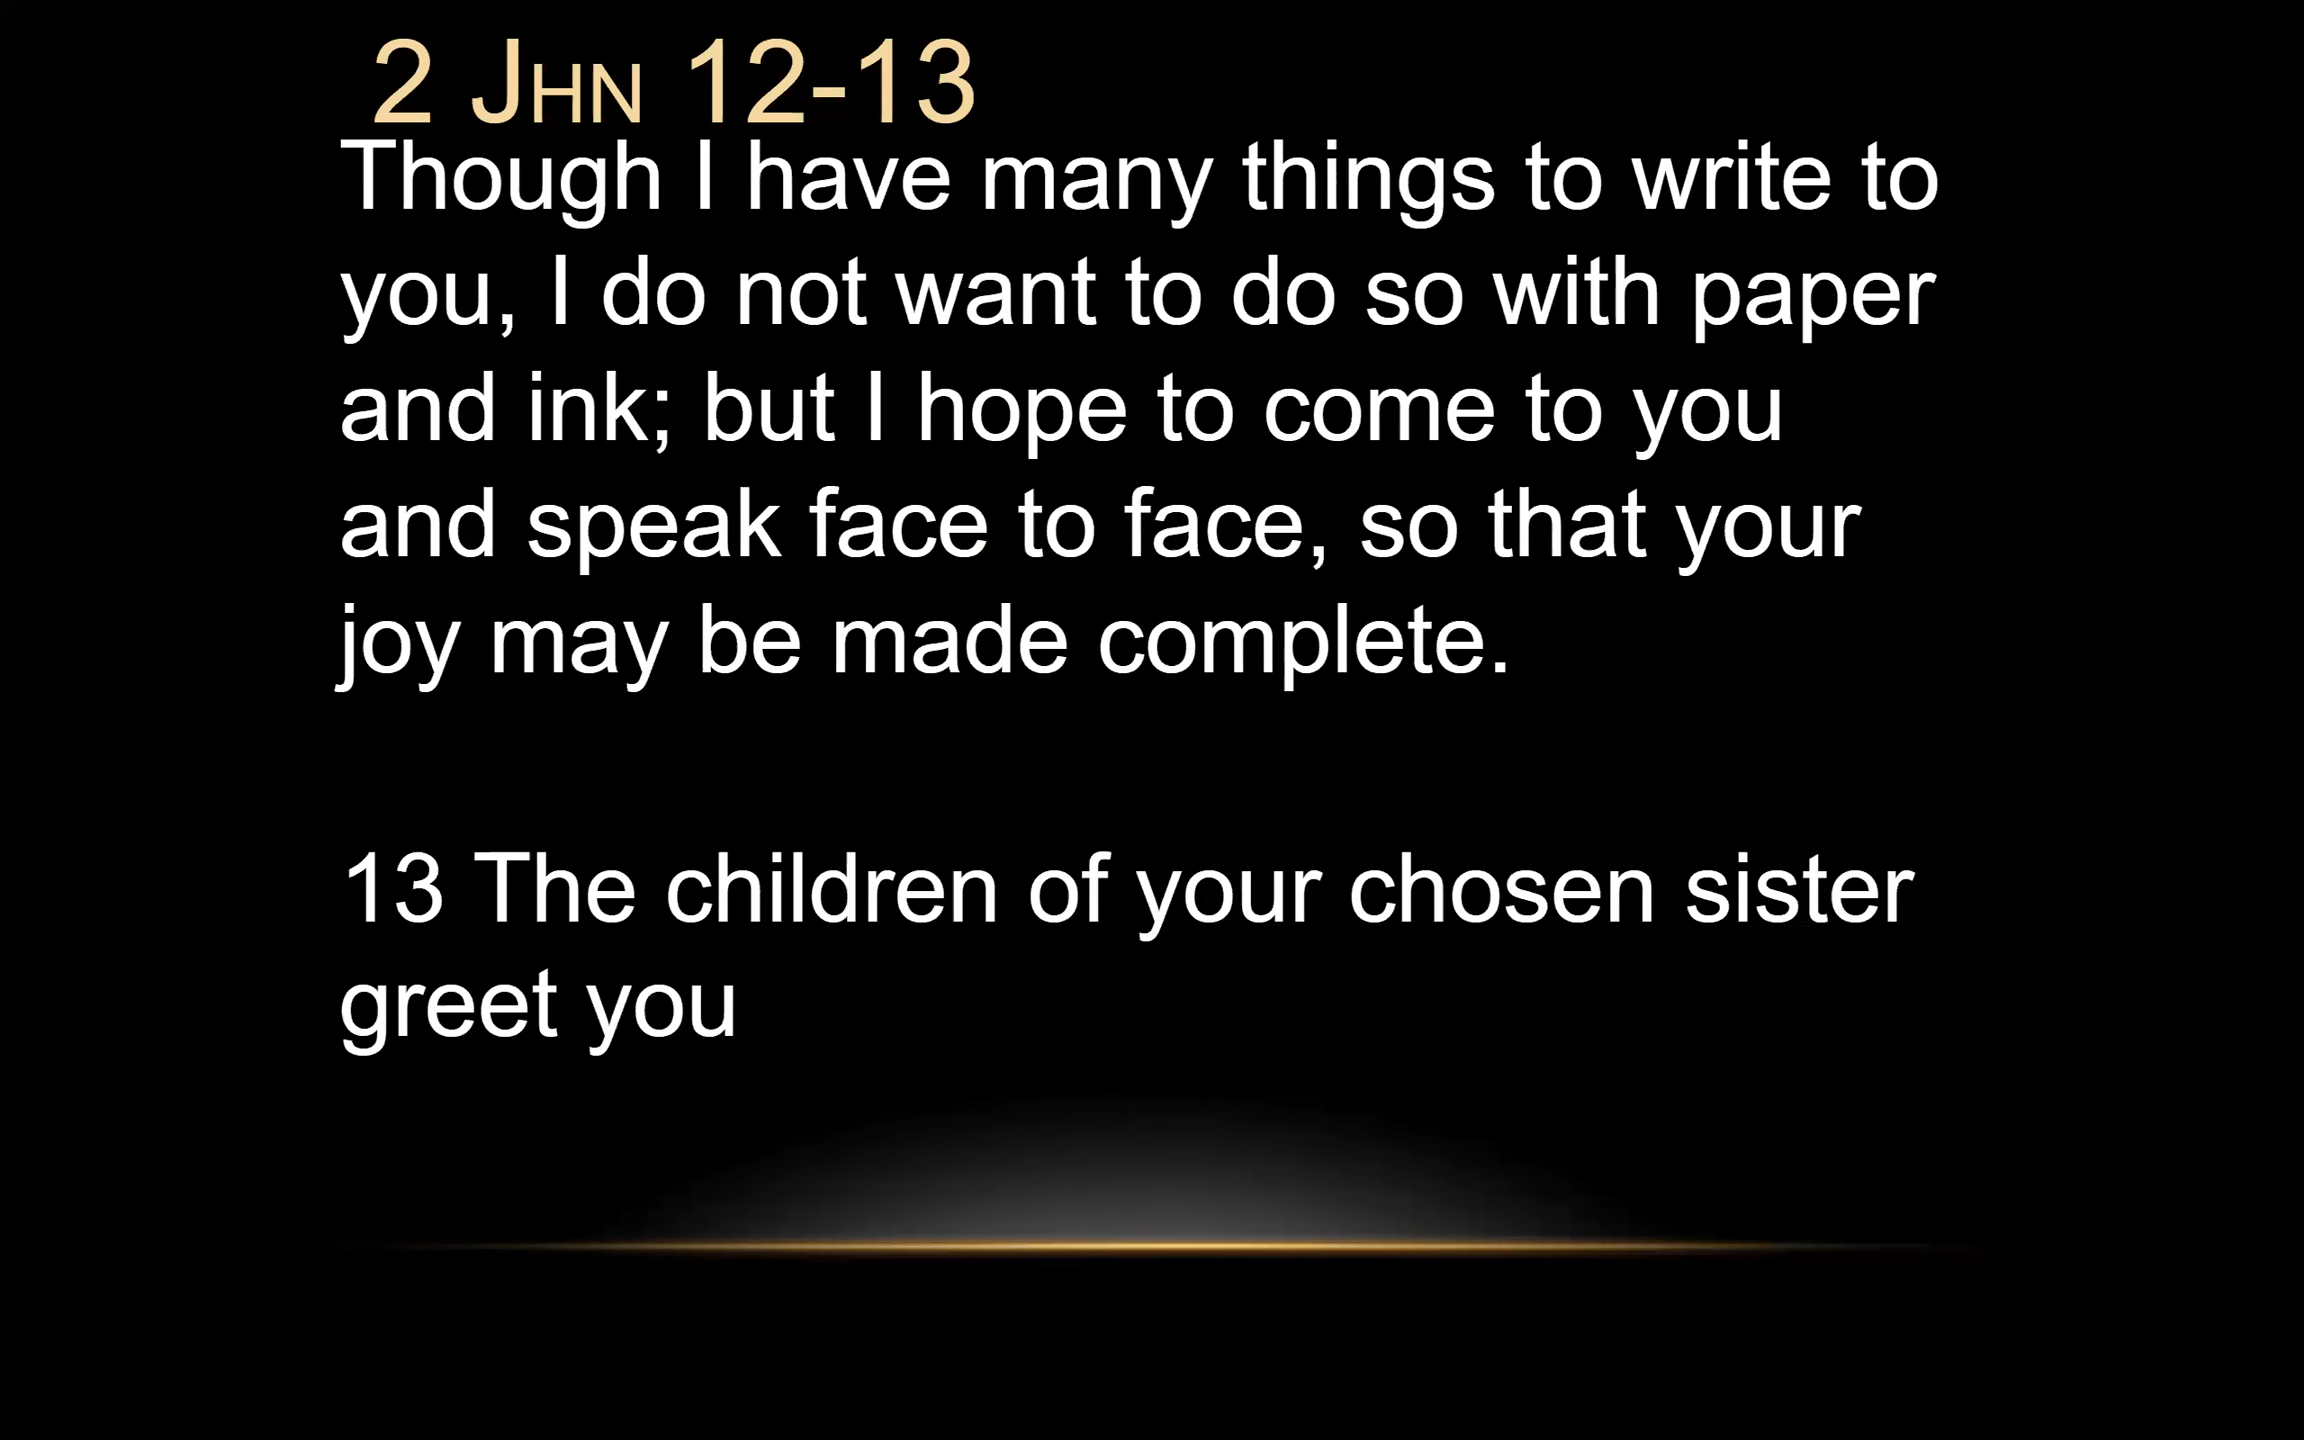 2 JHN 12-13
Though I have many things to write to
you, I do not want to do so with paper
and ink; but I hope to come to you
and speak face to face, so that your
joy may be made complete.
13 The children of your chosen sister
greet you